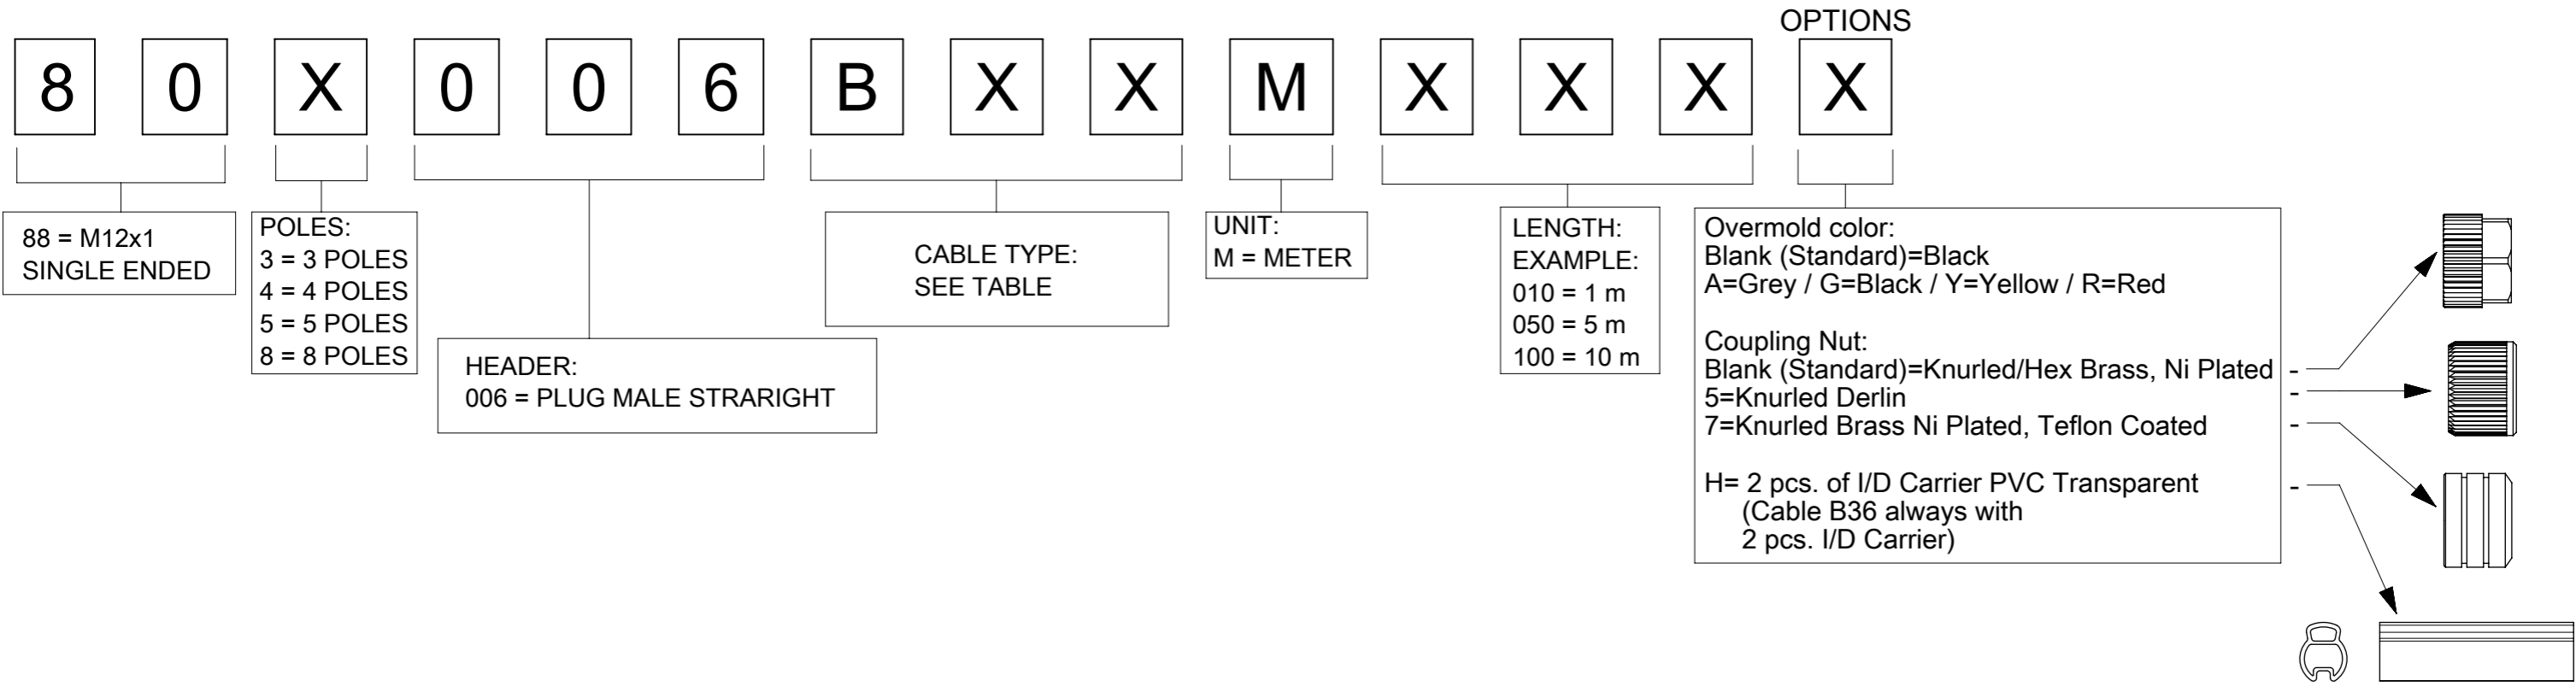 OPTIONS
8 0 X 0 0 6 B X X M X X X X
88 = M12x1
SINGLE ENDED
POLES:
3 = 3 POLES
4 = 4 POLES
5 = 5 POLES
8 = 8 POLES
HEADER:
006 = PLUG MALE STRARIGHT
CABLE TYPE:
SEE TABLE
UNIT:
M = METER
LENGTH:
EXAMPLE:
010 = 1 m
050 = 5 m
100 = 10 m
Overmold color:
Blank (Standard)=Black
A=Grey / G=Black / Y=Yellow / R=Red
Coupling Nut:
Blank (Standard)=Knurled/Hex Brass, Ni Plated -
5=Knurled Derlin -
7=Knurled Brass Ni Plated, Teflon Coated -
H= 2 pcs. of I/D Carrier PVC Transparent -
(Cable B36 always with
2 pcs. I/D Carrier)